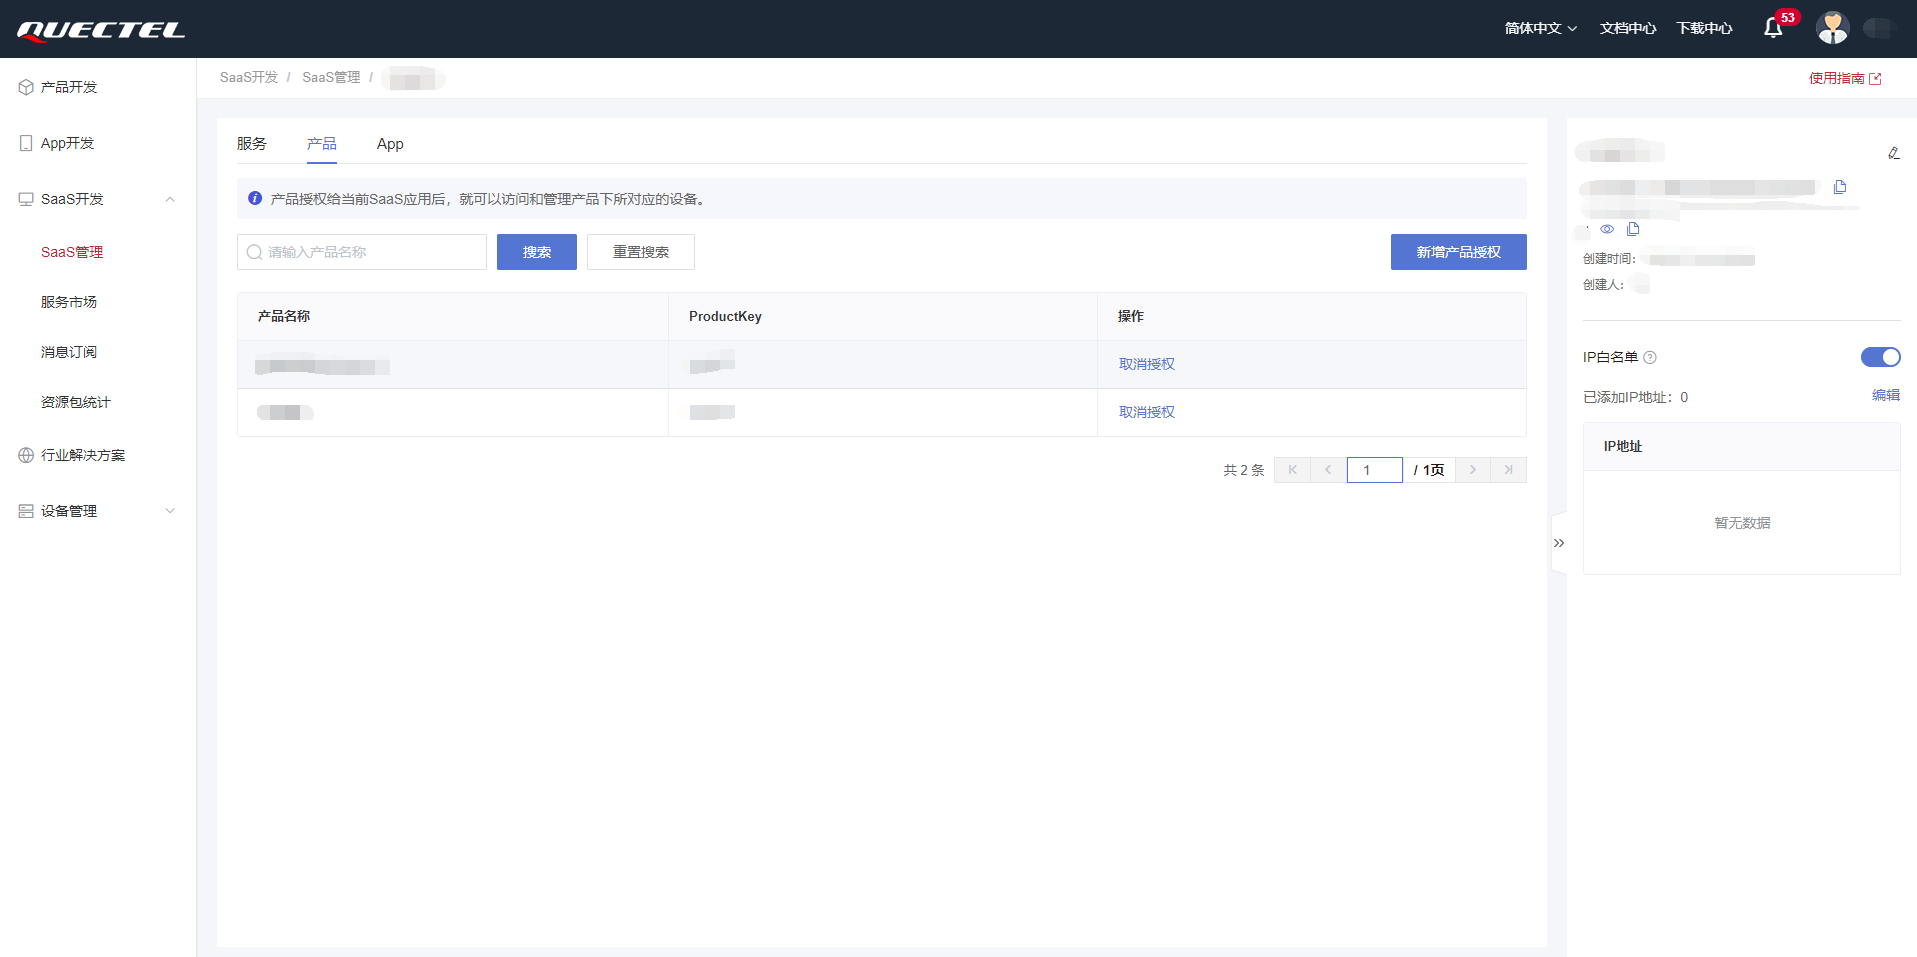 QUECTEL
简体中文 文档中心 下载中心 53
产品开发
App开发
SaaS开发
SaaS管理
服务市场
消息订阅
资源包统计
行业解决方案
设备管理
SaaS开发 / SaaS管理 /
使用指南
服务 产品 App
产品授权给当前SaaS应用后，就可以访问和管理产品下所对应的设备。
请输入产品名称 搜索 重置搜索 新增产品授权
产品名称 ProductKey 操作
取消授权
取消授权
共 2 条 1 / 1页
创建时间：
创建人：
IP白名单
已添加IP地址：0 编辑
IP地址
暂无数据